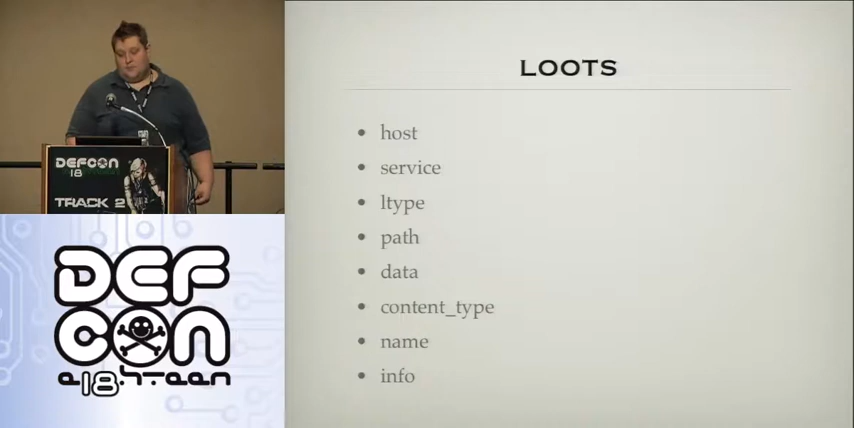 DEFCON
18
TRACK 2
DEF
CON
LOOTS
host
service
ltype
path
data
content_type
name
info